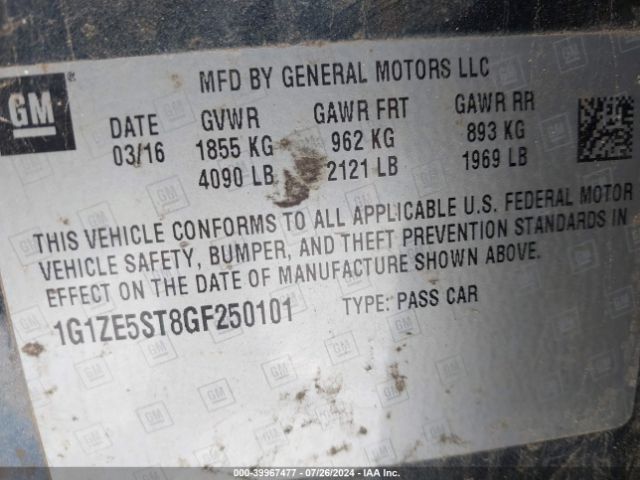 GM ®
MFD BY GENERAL MOTORS LLC
DATE GVWR GAWR FRT GAWR RR
03/16 1855 KG 962 KG 893 KG
4090 LB 2121 LB 1969 LB
THIS VEHICLE CONFORMS TO ALL APPLICABLE U.S. FEDERAL MOTOR
VEHICLE SAFETY, BUMPER, AND THEFT PREVENTION STANDARDS IN
EFFECT ON THE DATE OF MANUFACTURE SHOWN ABOVE.
1G1ZE5ST8GF250101 TYPE: PASS CAR
000-39967477 - 07/26/2024 - IAA Inc.